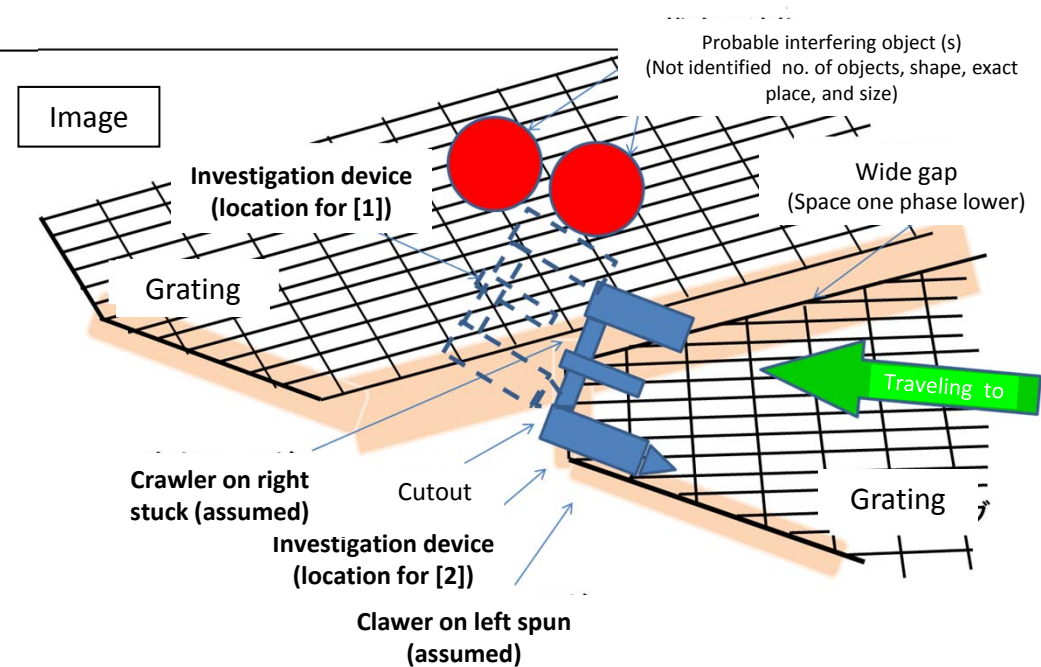 Probable interfering object (s)
(Not identified no. of objects, shape, exact
place, and size)
Image
Wide gap
(Space one phase lower)
Investigation device
(location for [1])
Grating
Traveling to
Crawler on right
stuck (assumed)
Cutout
Grating
Investigation device
(location for [2])
Clawer on left spun
(assumed)